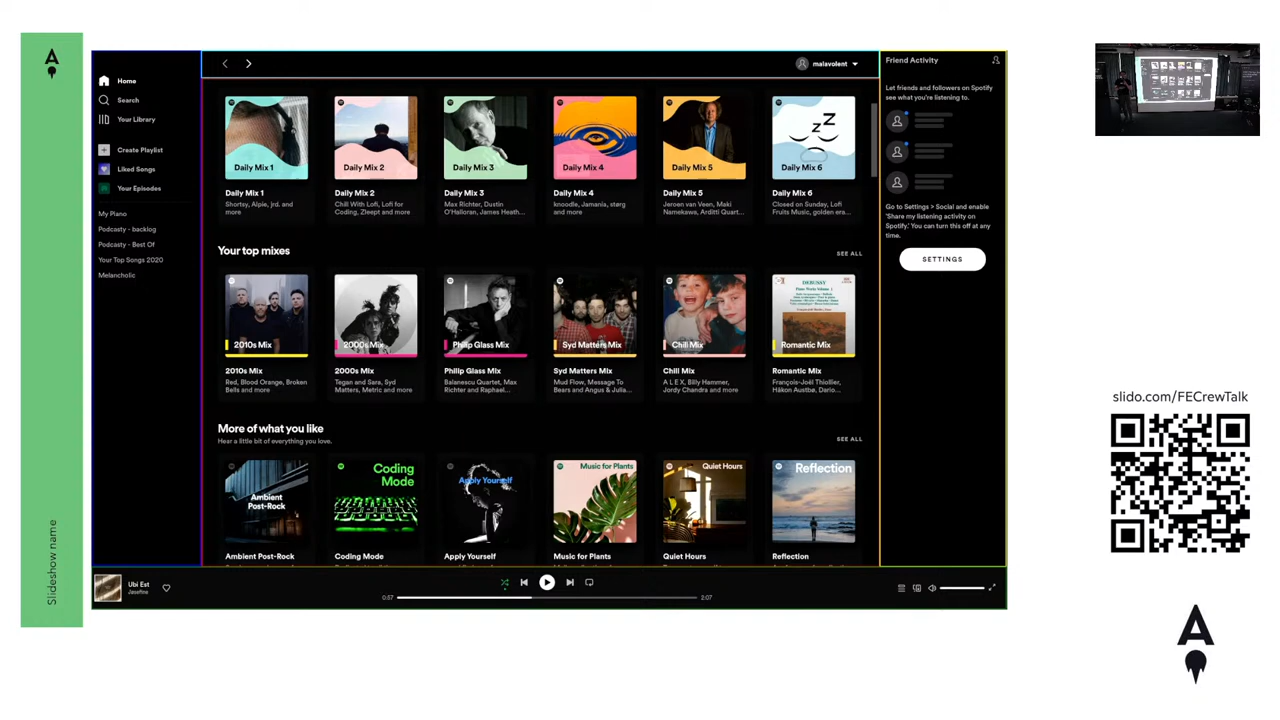 Slideshow name
Home
Search
Your Library
Create Playlist
Liked Songs
Your Episodes
My Piano
Podcasty - backlog
Podcasty - Best Of
Your Top Songs 2020
Melancholic
malavolent
Daily Mix 1
Daily Mix 2
Daily Mix 3
Daily Mix 4
Daily Mix 5
Daily Mix 6
Daily Mix 1
Shortsy, Alpie, jrd. and
more
Daily Mix 2
Chill With Lofi, Lofi for
Coding, Zleept and more
Daily Mix 3
Max Richter, Dustin
O'Halloran, James Heath...
Daily Mix 4
knoodle, Jamania, størg
and more
Daily Mix 5
Jeroen van Veen, Maki
Namekawa, Arditti Quart...
Daily Mix 6
Closed on Sunday, Lofi
Fruits Music, golden era...
Your top mixes
SEE ALL
2010s Mix
2000s Mix
Philip Glass Mix
Syd Matters Mix
Chill Mix
DEBUSSY
Piano Works Volume 1
Romantic Mix
2010s Mix
Red, Blood Orange, Broken
Bells and more
2000s Mix
Tegan and Sara, Syd
Matters, Metric and more
Philip Glass Mix
Balanescu Quartet, Max
Richter and Raphael...
Syd Matters Mix
Mud Flow, Message To
Bears and Angus & Julia...
Chill Mix
A L E X, Billy Hammer,
Jordy Chandra and more
Romantic Mix
François-Joël Thiollier,
Håkon Austbø, Dario...
More of what you like
Hear a little bit of everything you love.
SEE ALL
Ambient
Post-Rock
Coding
Mode
Apply Yourself
Music for Plants
Quiet Hours
Reflection
Ambient Post-Rock
Coding Mode
Apply Yourself
Music for Plants
Quiet Hours
Reflection
Friend Activity
Let friends and followers on Spotify
see what you're listening to.
Go to Settings > Social and enable
'Share my listening activity on
Spotify.' You can turn this off at any
time.
SETTINGS
Ubi Est
Josefine
0:57
2:07
slido.com/FECrewTalk